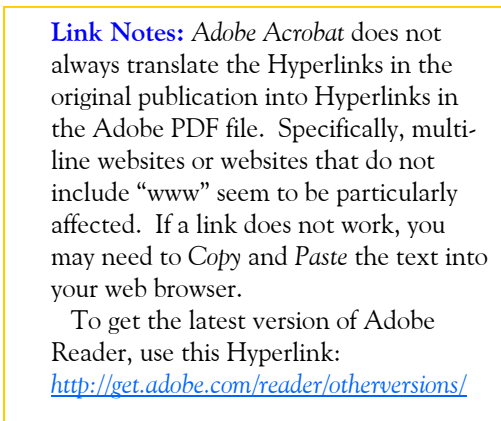 Link Notes: Adobe Acrobat does not
always translate the Hyperlinks in the
original publication into Hyperlinks in
the Adobe PDF file.  Specifically, multi-
line websites or websites that do not
include “www” seem to be particularly
affected.  If a link does not work, you
may need to Copy and Paste the text into
your web browser.
To get the latest version of Adobe
Reader, use this Hyperlink:
http://get.adobe.com/reader/otherversions/